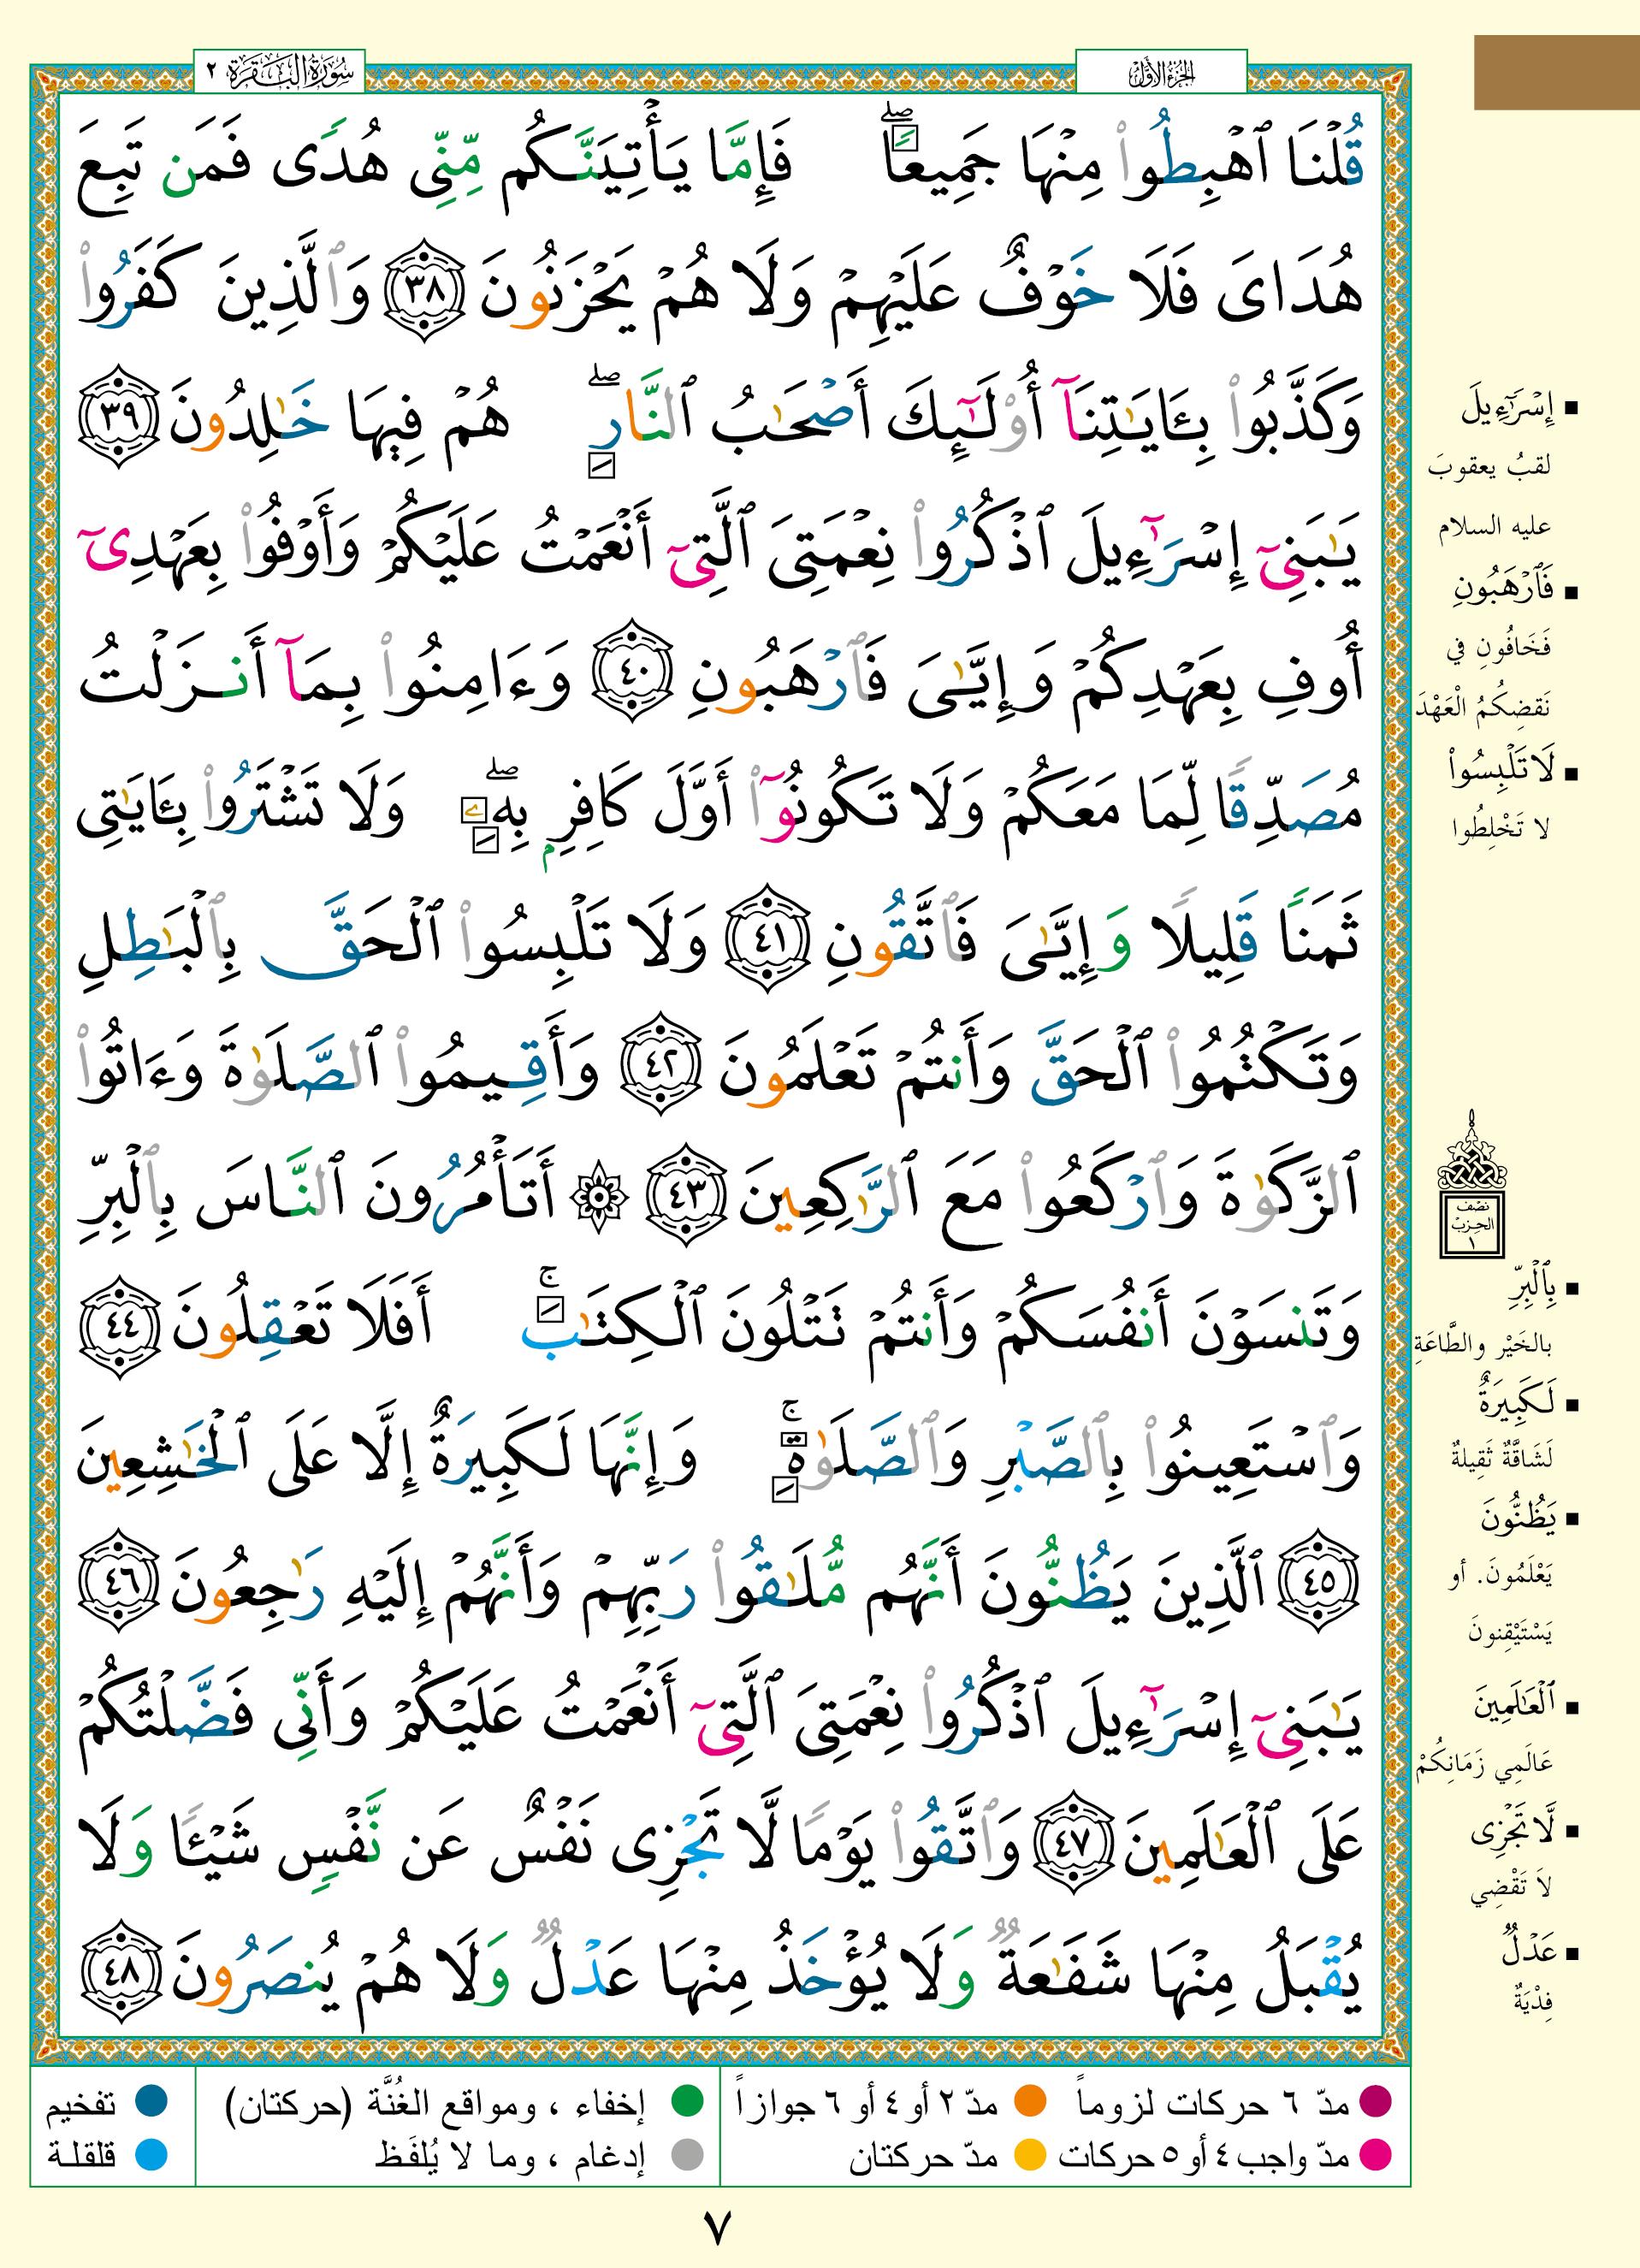 الجزء الأول
سورة البقرة ٢
قُلْنَا ٱهْبِطُوا۟ مِنْهَا جَمِيعًۭا ۖ فَإِمَّا يَأْتِيَنَّكُم مِّنِّى هُدًۭى فَمَن تَبِعَ
هُدَاىَ فَلَا خَوْفٌ عَلَيْهِمْ وَلَا هُمْ يَحْزَنُونَ ٣٨ وَٱلَّذِينَ كَفَرُوا۟
وَكَذَّبُوا۟ بِـَٔايَـٰتِنَآ أُو۟لَـٰٓئِكَ أَصْحَـٰبُ ٱلنَّارِ ۖ هُمْ فِيهَا خَـٰلِدُونَ ٣٩
يَـٰبَنِىٓ إِسْرَٰٓءِيلَ ٱذْكُرُوا۟ نِعْمَتِىَ ٱلَّتِىٓ أَنْعَمْتُ عَلَيْكُمْ وَأَوْفُوا۟ بِعَهْدِىٓ
أُوفِ بِعَهْدِكُمْ وَإِيَّـٰىَ فَٱرْهَبُونِ ٤٠ وَءَامِنُوا۟ بِمَآ أَنزَلْتُ
مُصَدِّقًۭا لِّمَا مَعَكُمْ وَلَا تَكُونُوٓا۟ أَوَّلَ كَافِرٍۭ بِهِۦ ۖ وَلَا تَشْتَرُوا۟ بِـَٔايَـٰتِى
ثَمَنًۭا قَلِيلًۭا وَإِيَّـٰىَ فَٱتَّقُونِ ٤١ وَلَا تَلْبِسُوا۟ ٱلْحَقَّ بِٱلْبَـٰطِلِ
وَتَكْتُمُوا۟ ٱلْحَقَّ وَأَنتُمْ تَعْلَمُونَ ٤٢ وَأَقِيمُوا۟ ٱلصَّلَوٰةَ وَءَاتُوا۟
ٱلزَّكَوٰةَ وَٱرْكَعُوا۟ مَعَ ٱلرَّٰكِعِينَ ٤٣ ۞ أَتَأْمُرُونَ ٱلنَّاسَ بِٱلْبِرِّ
وَتَنسَوْنَ أَنفُسَكُمْ وَأَنتُمْ تَتْلُونَ ٱلْكِتَـٰبَ ۚ أَفَلَا تَعْقِلُونَ ٤٤
وَٱسْتَعِينُوا۟ بِٱلصَّبْرِ وَٱلصَّلَوٰةِ ۚ وَإِنَّهَا لَكَبِيرَةٌ إِلَّا عَلَى ٱلْخَـٰشِعِينَ
٤٥ ٱلَّذِينَ يَظُنُّونَ أَنَّهُم مُّلَـٰقُوا۟ رَبِّهِمْ وَأَنَّهُمْ إِلَيْهِ رَٰجِعُونَ ٤٦
يَـٰبَنِىٓ إِسْرَٰٓءِيلَ ٱذْكُرُوا۟ نِعْمَتِىَ ٱلَّتِىٓ أَنْعَمْتُ عَلَيْكُمْ وَأَنِّى فَضَّلْتُكُمْ
عَلَى ٱلْعَـٰلَمِينَ ٤٧ وَٱتَّقُوا۟ يَوْمًۭا لَّا تَجْزِى نَفْسٌ عَن نَّفْسٍۢ شَيْـًۭٔا وَلَا
يُقْبَلُ مِنْهَا شَفَـٰعَةٌۭ وَلَا يُؤْخَذُ مِنْهَا عَدْلٌۭ وَلَا هُمْ يُنصَرُونَ ٤٨
▪ إِسْرَٰٓءِيلَ
لقبُ يعقوبَ
عليه السلام
▪ فَٱرْهَبُونِ
فَخَافُونِ في
نَقضِكُمُ الْعَهْدَ
▪ لَا تَلْبِسُوا۟
لا تَخْلِطُوا
نصف
الحزب
١
▪ بِٱلْبِرِّ
بالخَيْر والطَّاعَةِ
▪ لَكَبِيرَةٌ
لَشَاقَّةٌ ثَقِيلةٌ
▪ يَظُنُّونَ
يَعْلَمُونَ. أو
يَسْتَيْقِنونَ
▪ ٱلْعَـٰلَمِينَ
عَالَمِي زَمَانِكُمْ
▪ لَّا تَجْزِى
لَا تَقْضِي
▪ عَدْلٌۭ
فِدْيَةٌ
مدّ ٦ حركات لزوماً مدّ ٢ أو ٤ أو ٦ جوازاً إخفاء ، ومواقع الغُنَّة (حركتان) تفخيم
مدّ واجب ٤ أو ٥ حركات مدّ حركتان إدغام ، وما لا يُلفَظ قلقلة
٧